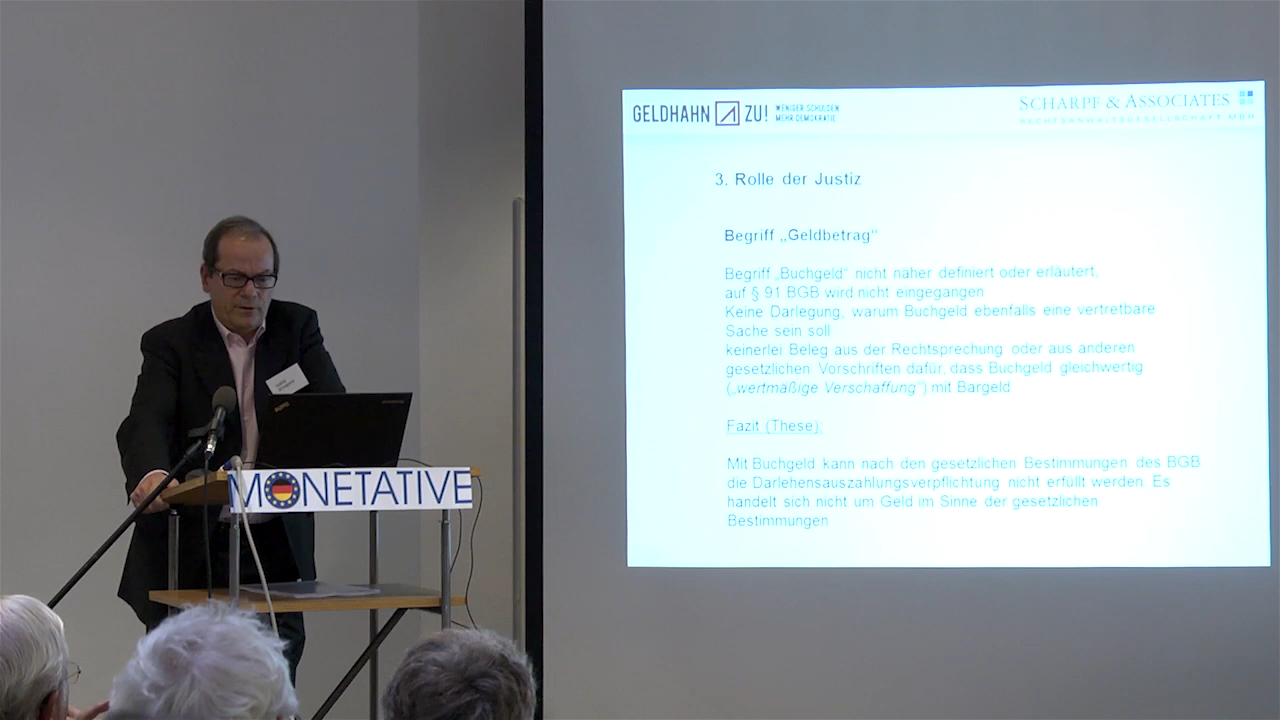 GELDHAHN ZU! WENIGER SCHULDEN
MEHR DEMOKRATIE
SCHARPF & ASSOCIATES
RECHTSANWALTSGESELLSCHAFT MBH
3. Rolle der Justiz
Begriff „Geldbetrag“
Begriff „Buchgeld“ nicht näher definiert oder erläutert,
auf § 91 BGB wird nicht eingegangen
Keine Darlegung, warum Buchgeld ebenfalls eine vertretbare
Sache sein soll
keinerlei Beleg aus der Rechtsprechung oder aus anderen
gesetzlichen Vorschriften dafür, dass Buchgeld gleichwertig
(„wertmäßige Verschaffung“) mit Bargeld
Fazit (These):
Mit Buchgeld kann nach den gesetzlichen Bestimmungen des BGB
die Darlehensauszahlungsverpflichtung nicht erfüllt werden. Es
handelt sich nicht um Geld im Sinne der gesetzlichen
Bestimmungen
MONETATIVE